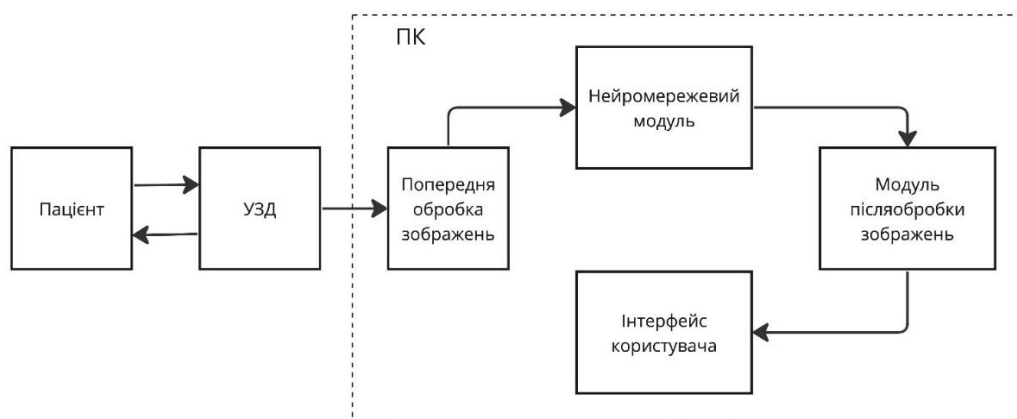 ПК
Пацієнт
УЗД
Попередня
обробка
зображень
Нейромережевий
модуль
Модуль
післяобробки
зображень
Інтерфейс
користувача